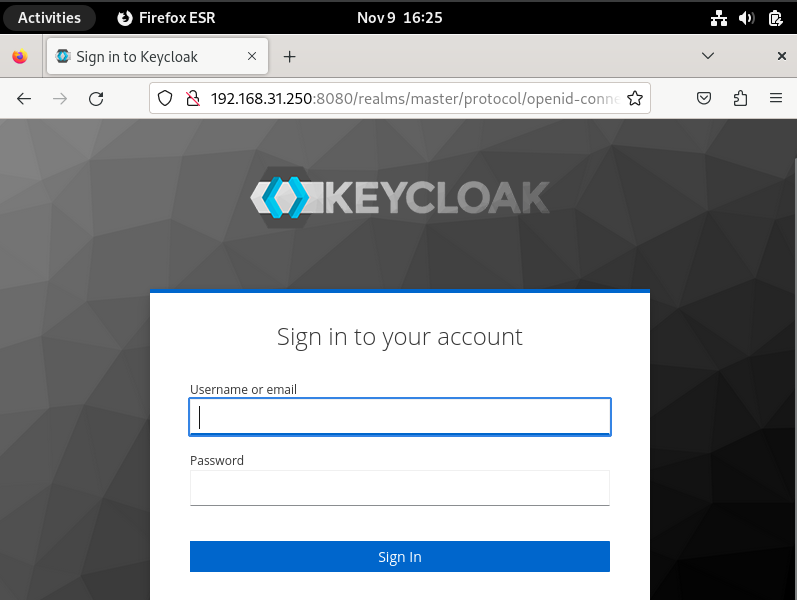 Activities Firefox ESR Nov 9 16:25
Sign in to Keycloak
192.168.31.250:8080/realms/master/protocol/openid-conne
KEYCLOAK
Sign in to your account
Username or email
Password
Sign In